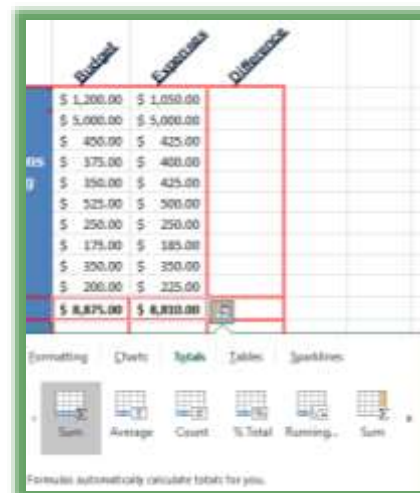 Budget Expenses Difference
$ 1,200.00 $ 1,050.00
$ 5,000.00 $ 5,000.00
$ 450.00 $ 425.00
ns $ 375.00 $ 400.00
g $ 350.00 $ 425.00
$ 525.00 $ 500.00
$ 250.00 $ 250.00
$ 175.00 $ 185.00
$ 350.00 $ 350.00
$ 200.00 $ 225.00
$ 8,875.00 $ 8,810.00
Formatting Charts Totals Tables Sparklines
Sum Average Count % Total Running... Sum
Formulas automatically calculate totals for you.